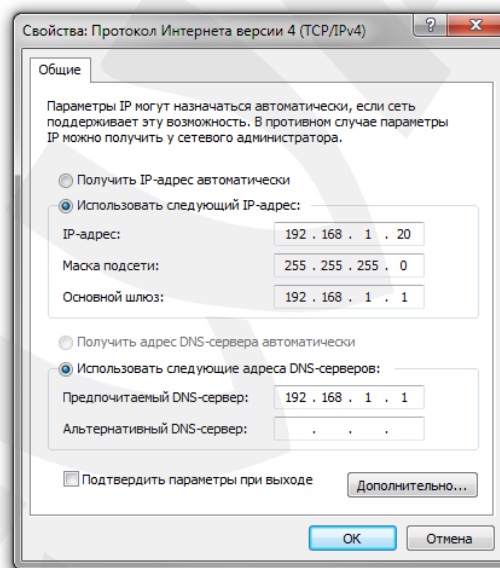 Свойства: Протокол Интернета версии 4 (TCP/IPv4)
Общие
Параметры IP могут назначаться автоматически, если сеть
поддерживает эту возможность. В противном случае параметры
IP можно получить у сетевого администратора.
Получить IP-адрес автоматически
Использовать следующий IP-адрес:
IP-адрес: 192 . 168 . 1 . 20
Маска подсети: 255 . 255 . 255 . 0
Основной шлюз: 192 . 168 . 1 . 1
Получить адрес DNS-сервера автоматически
Использовать следующие адреса DNS-серверов:
Предпочитаемый DNS-сервер: 192 . 168 . 1 . 1
Альтернативный DNS-сервер: . . .
Подтвердить параметры при выходе
Дополнительно...
OK Отмена